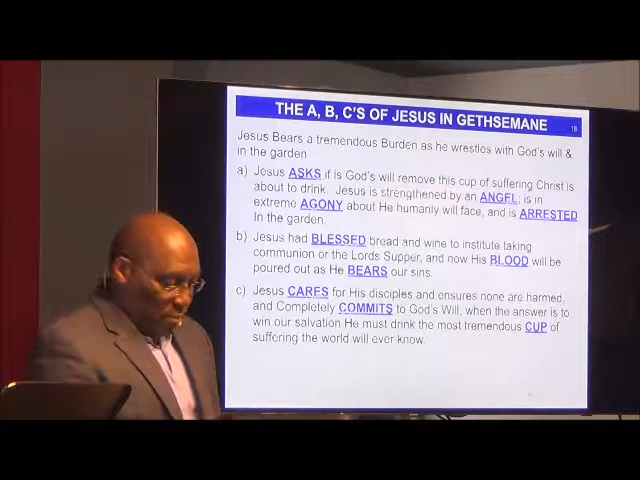 THE A, B, C'S OF JESUS IN GETHSEMANE
18
Jesus Bears a tremendous Burden as he wrestles with God's will &
in the garden
a) Jesus ASKS if is God's will remove this cup of suffering Christ is
about to drink. Jesus is strengthened by an ANGEL; is in
extreme AGONY about He humanly will face, and is ARRESTED
In the garden.
b) Jesus had BLESSED bread and wine to institute taking
communion or the Lords Supper, and now His BLOOD will be
poured out as He BEARS our sins.
c) Jesus CARES for His disciples and ensures none are harmed,
and Completely COMMITS to God's Will, when the answer is to
win our salvation He must drink the most tremendous CUP of
suffering the world will ever know.